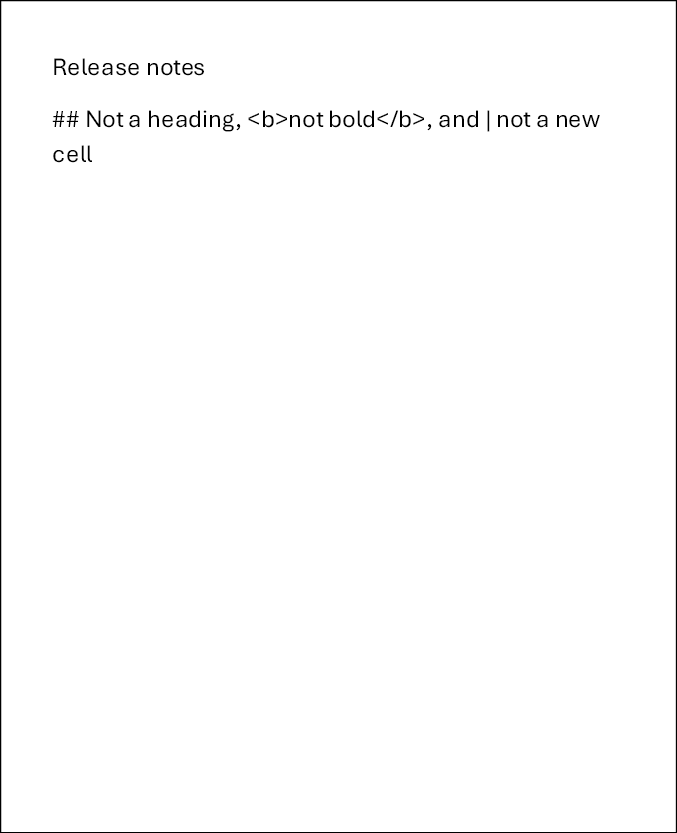 Release notes
## Not a heading, <b>not bold</b>, and | not a new
cell